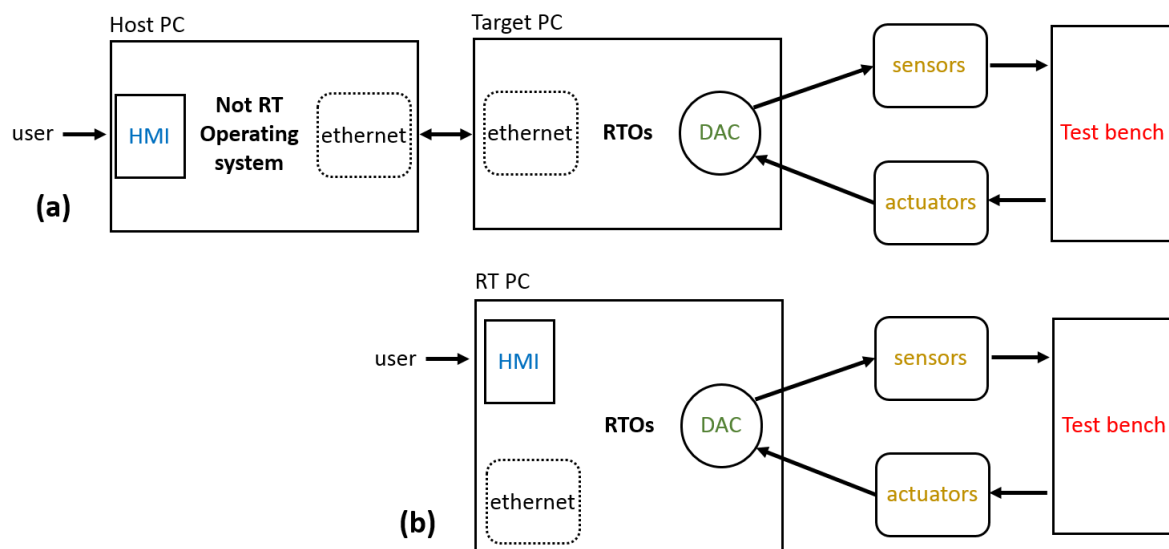 Host PC
Target PC
user
HMI
Not RT
Operating
system
ethernet
ethernet
RTOs
DAC
sensors
actuators
Test bench
(a)
RT PC
user
HMI
RTOs
DAC
ethernet
sensors
actuators
Test bench
(b)